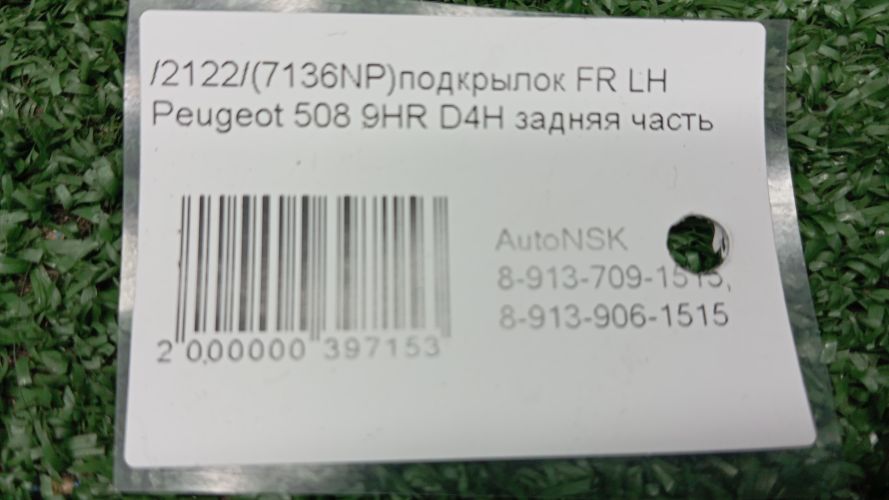 /2122/(7136NP)подкрылок FR LH
Peugeot 508 9HR D4H задняя часть
AutoNSK
8-913-709-1515,
8-913-906-1515
2 000000 397153